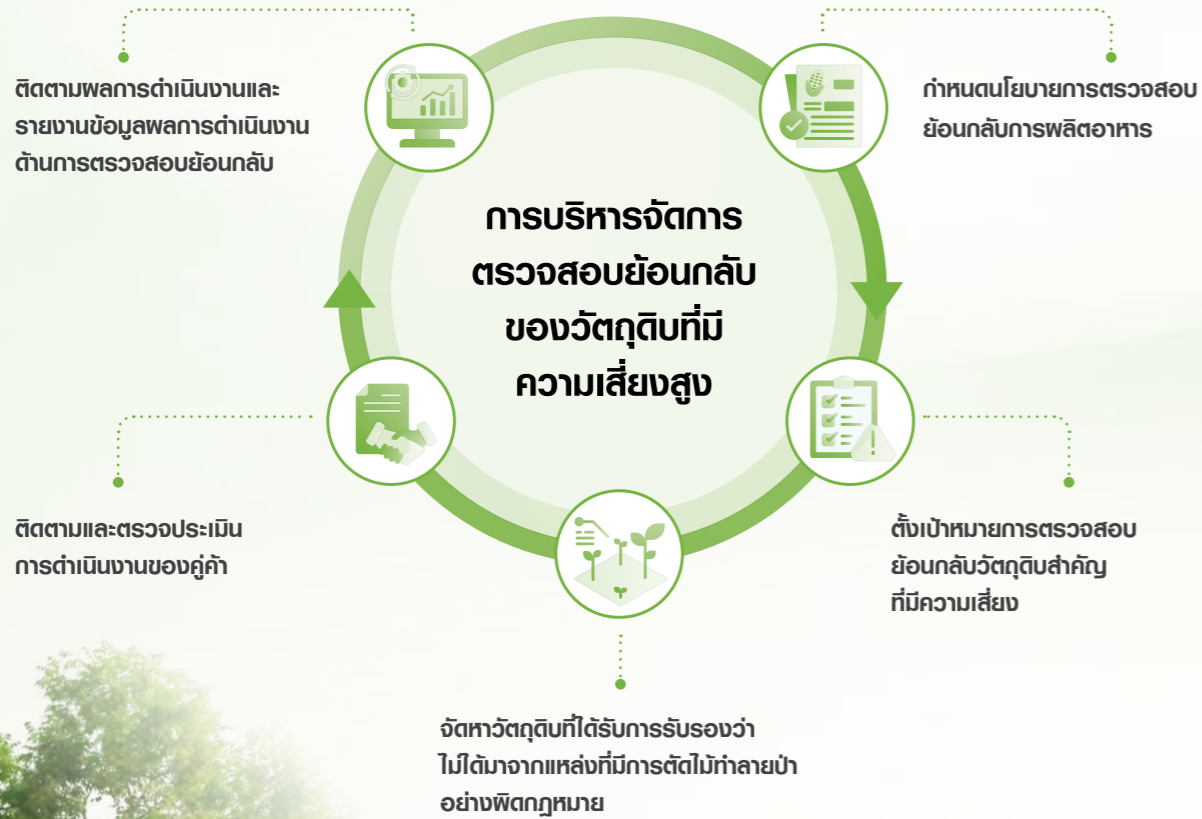 การบริหารจัดการ
ตรวจสอบย้อนกลับ
ของวัตถุดิบที่มี
ความเสี่ยงสูง
กำหนดนโยบายการตรวจสอบ
ย้อนกลับการผลิตอาหาร
ตั้งเป้าหมายการตรวจสอบ
ย้อนกลับวัตถุดิบสำคัญ
ที่มีความเสี่ยง
จัดหาวัตถุดิบที่ได้รับการรับรองว่า
ไม่ได้มาจากแหล่งที่มีการตัดไม้ทำลายป่า
อย่างผิดกฎหมาย
ติดตามและตรวจประเมิน
การดำเนินงานของคู่ค้า
ติดตามผลการดำเนินงานและ
รายงานข้อมูลผลการดำเนินงาน
ด้านการตรวจสอบย้อนกลับ